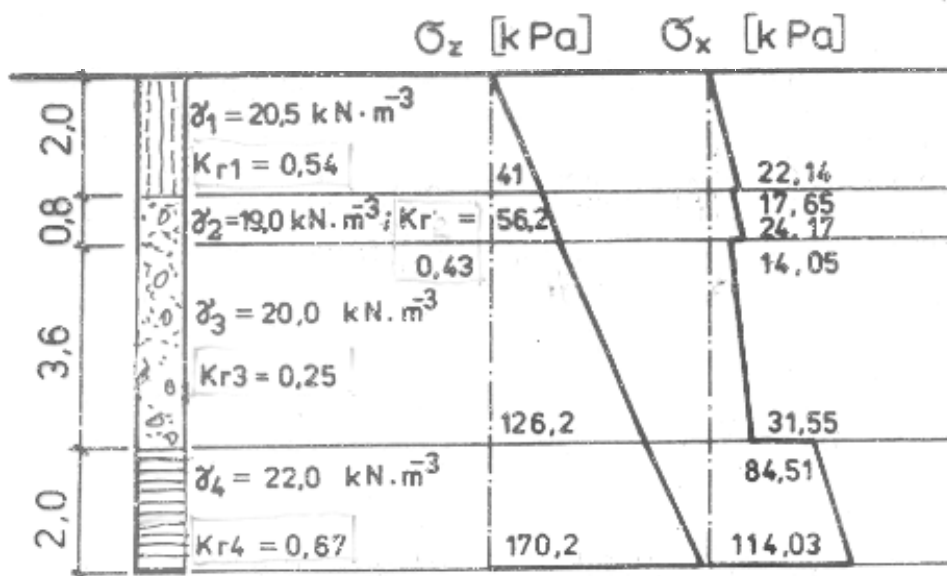 σz [kPa] σx [kPa]
2,0
γ1 = 20,5 kN·m⁻³
Kr1 = 0,54
41
22,14
0,8
γ2=19,0 kN.m⁻³; Kr =
0,43
56,2
17,65
24,17
14,05
3,6
γ3 = 20,0 kN.m⁻³
Kr3 = 0,25
126,2
31,55
2,0
γ4 = 22,0 kN.m⁻³
84,51
Kr4 = 0,67
170,2
114,03